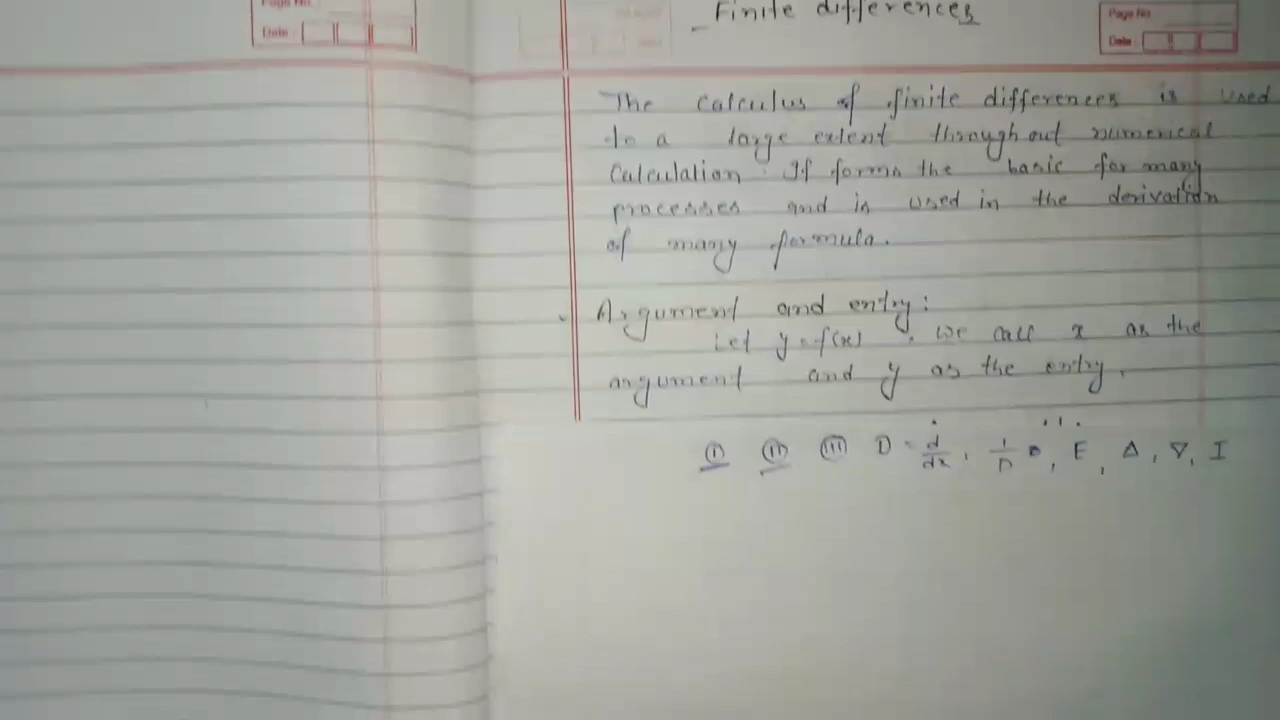 Page No.
Date
Finite differences
Page No.
Date
The calculus of finite differences is used
to a large extent throughout numerical
calculation. It forms the basic for many
processes and is used in the derivation
of many formula.
Argument and entry:
Let y = f(x), we call x as the
argument and y as the entry.
(i) (ii) (iii) D = d/dx, 1/D, E, Δ, ∇, I